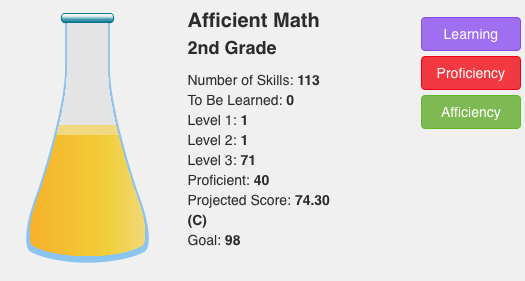 Afficient Math
2nd Grade
Number of Skills: 113
To Be Learned: 0
Level 1: 1
Level 2: 1
Level 3: 71
Proficient: 40
Projected Score: 74.30
(C)
Goal: 98
Learning
Proficiency
Afficiency